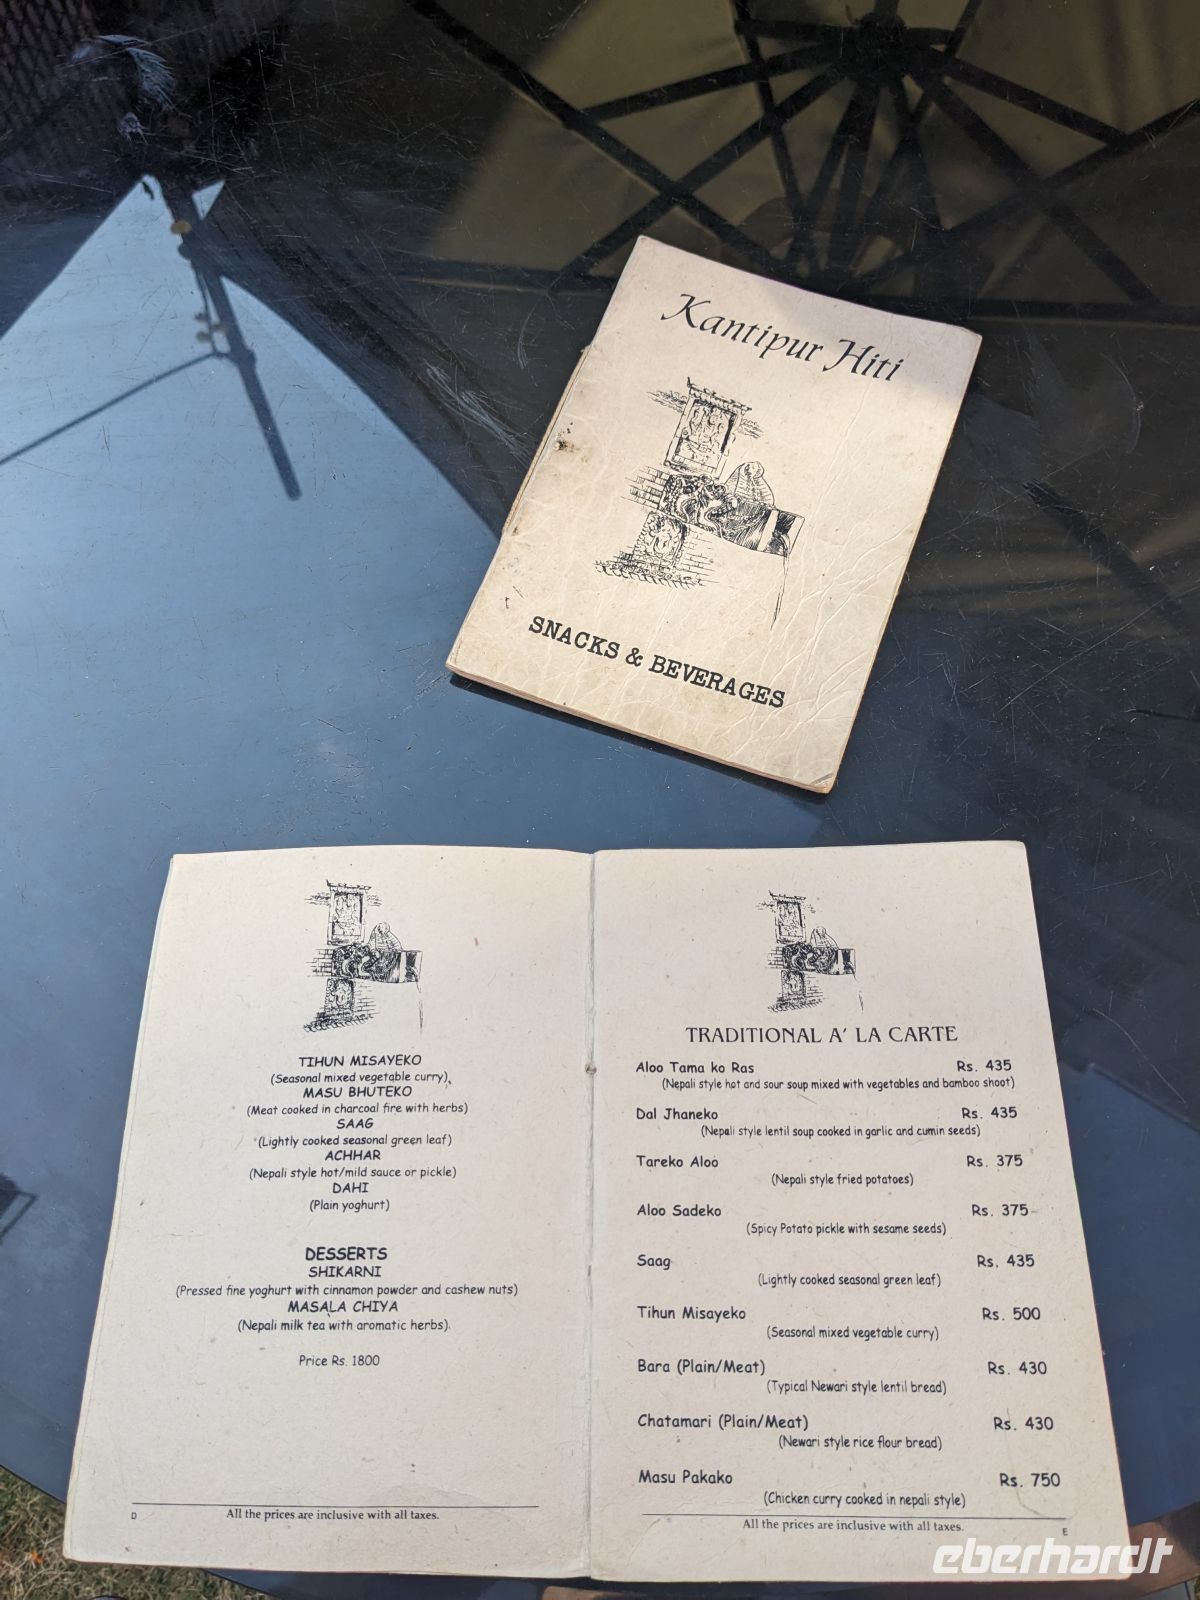 Kantipur Hiti
SNACKS & BEVERAGES
TIHUN MISAYEKO
(Seasonal mixed vegetable curry)
MASU BHUTEKO
(Meat cooked in charcoal fire with herbs)
SAAG
(Lightly cooked seasonal green leaf)
ACHHAR
(Nepali style hot/mild sauce or pickle)
DAHI
(Plain yoghurt)
DESSERTS
SHIKARNI
(Pressed fine yoghurt with cinnamon powder and cashew nuts)
MASALA CHIYA
(Nepali milk tea with aromatic herbs)
Price Rs. 1800
All the prices are inclusive with all taxes.
D
TRADITIONAL A' LA CARTE
Aloo Tama ko Ras Rs. 435
(Nepali style hot and sour soup mixed with vegetables and bamboo shoot)
Dal Jhaneko Rs. 435
(Nepali style lentil soup cooked in garlic and cumin seeds)
Tareko Aloo Rs. 375
(Nepali style fried potatoes)
Aloo Sadeko Rs. 375
(Spicy Potato pickle with sesame seeds)
Saag Rs. 435
(Lightly cooked seasonal green leaf)
Tihun Misayeko Rs. 500
(Seasonal mixed vegetable curry)
Bara (Plain/Meat) Rs. 430
(Typical Newari style lentil bread)
Chatamari (Plain/Meat) Rs. 430
(Newari style rice flour bread)
Masu Pakako Rs. 750
(Chicken curry cooked in nepali style)
All the prices are inclusive with all taxes.
E
eberhardt